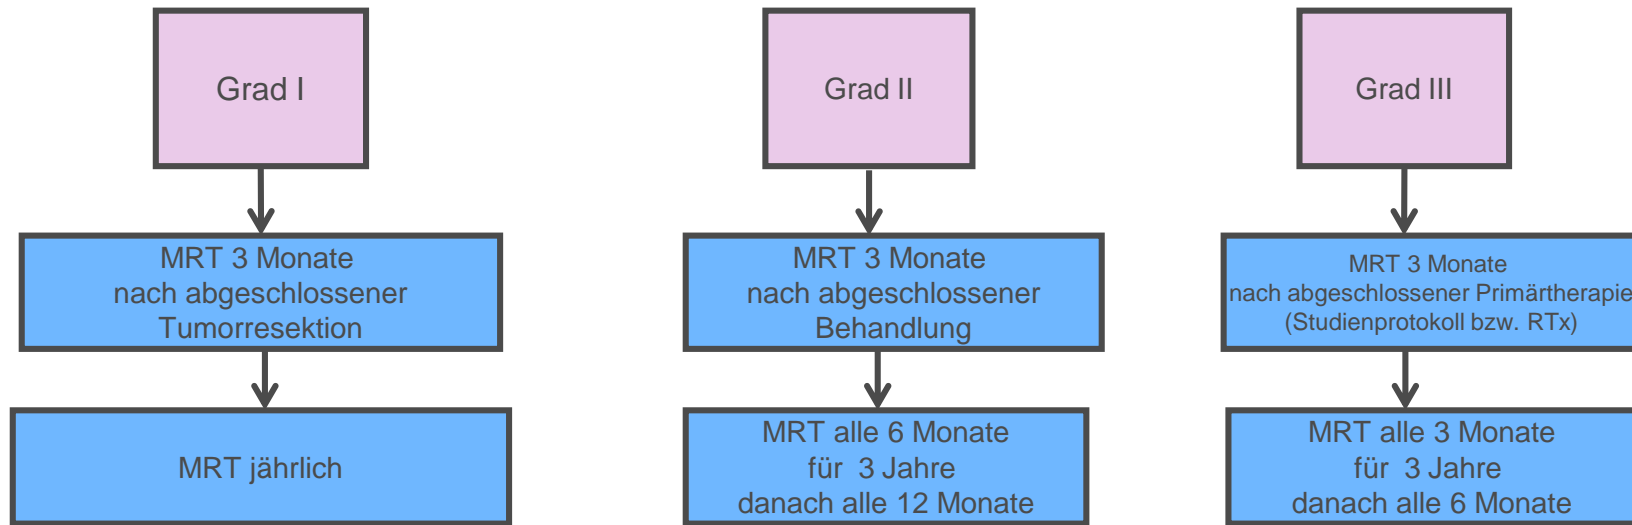 Grad I
Grad II
Grad III
MRT 3 Monate
nach abgeschlossener
Tumorresektion
MRT 3 Monate
nach abgeschlossener
Behandlung
MRT 3 Monate
nach abgeschlossener Primärtherapie
(Studienprotokoll bzw. RTx)
MRT jährlich
MRT alle 6 Monate
für 3 Jahre
danach alle 12 Monate
MRT alle 3 Monate
für 3 Jahre
danach alle 6 Monate